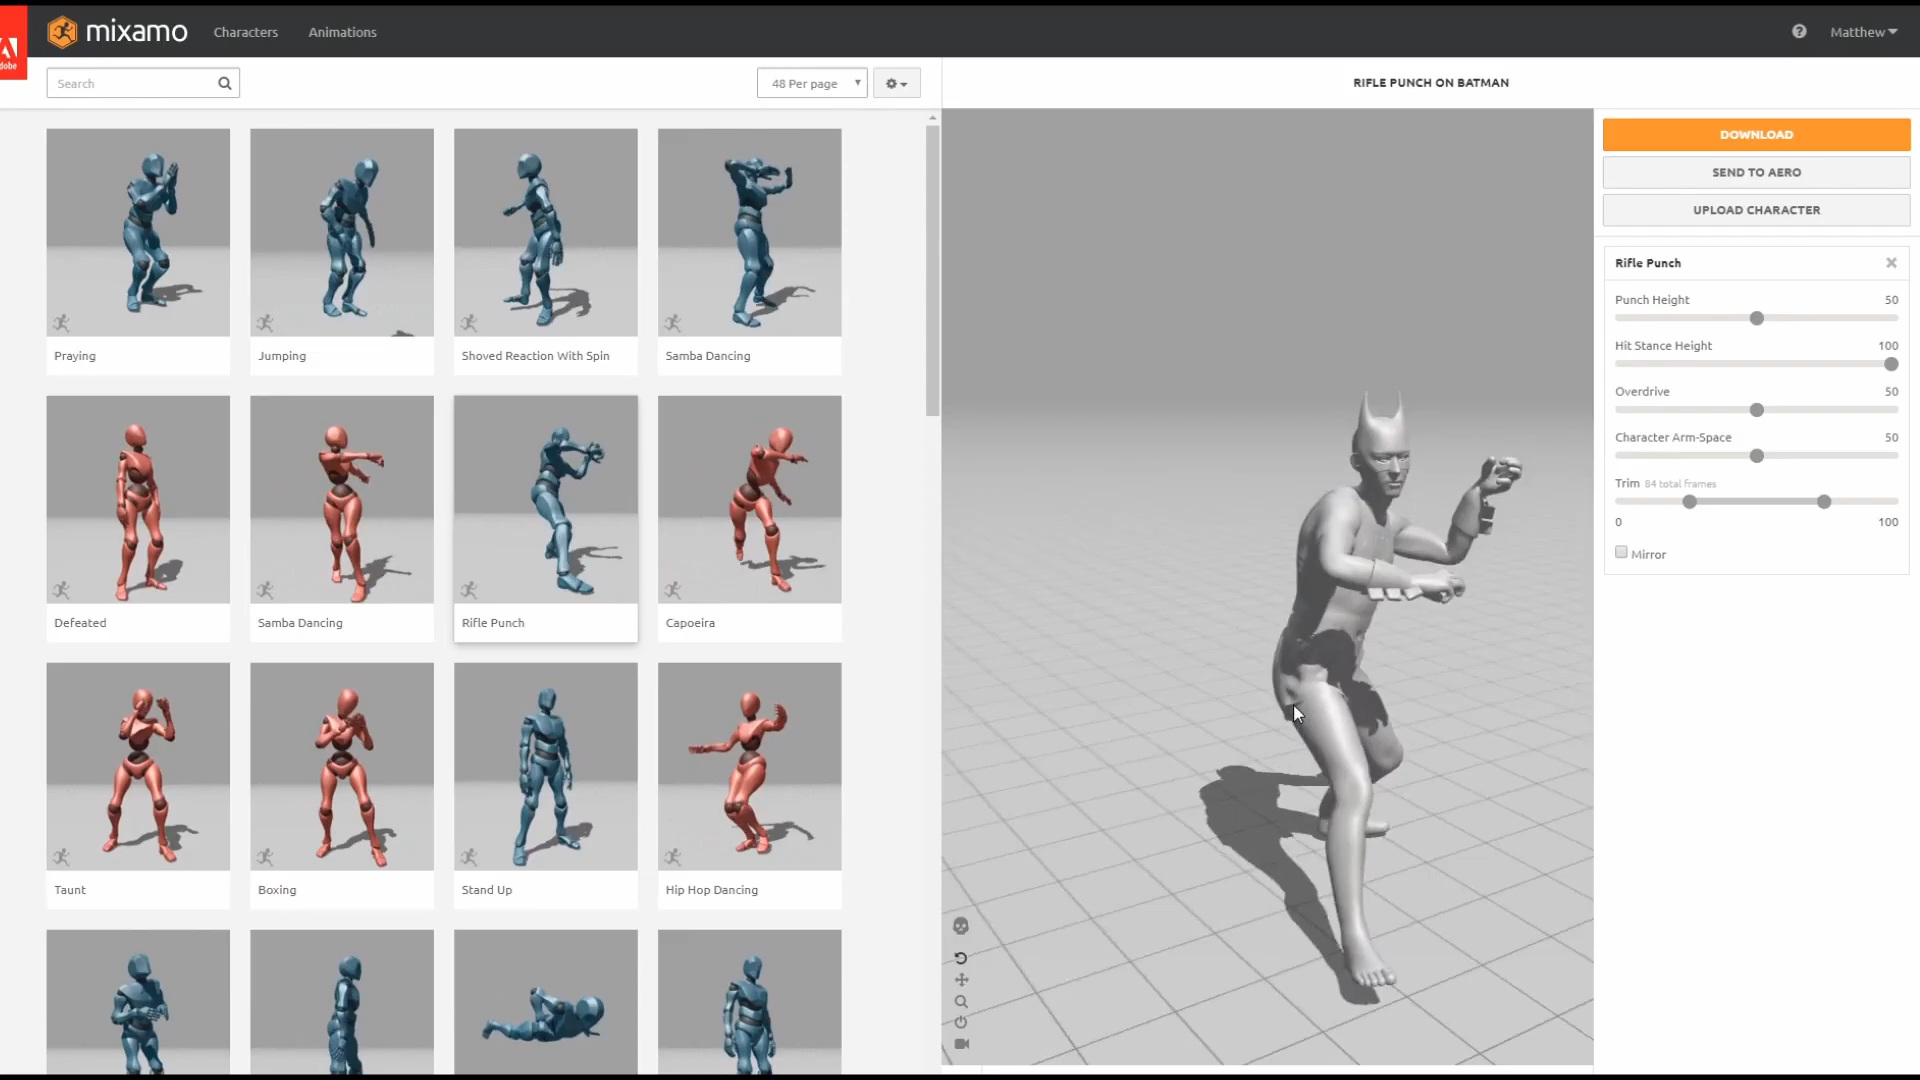 Adobe
mixamo
Characters
Animations
Matthew
Search
48 Per page
RIFLE PUNCH ON BATMAN
DOWNLOAD
SEND TO AERO
UPLOAD CHARACTER
Rifle Punch
Punch Height 50
Hit Stance Height 100
Overdrive 50
Character Arm-Space 50
Trim 84 total frames
0 100
Mirror
Praying
Jumping
Shoved Reaction With Spin
Samba Dancing
Defeated
Samba Dancing
Rifle Punch
Capoeira
Taunt
Boxing
Stand Up
Hip Hop Dancing